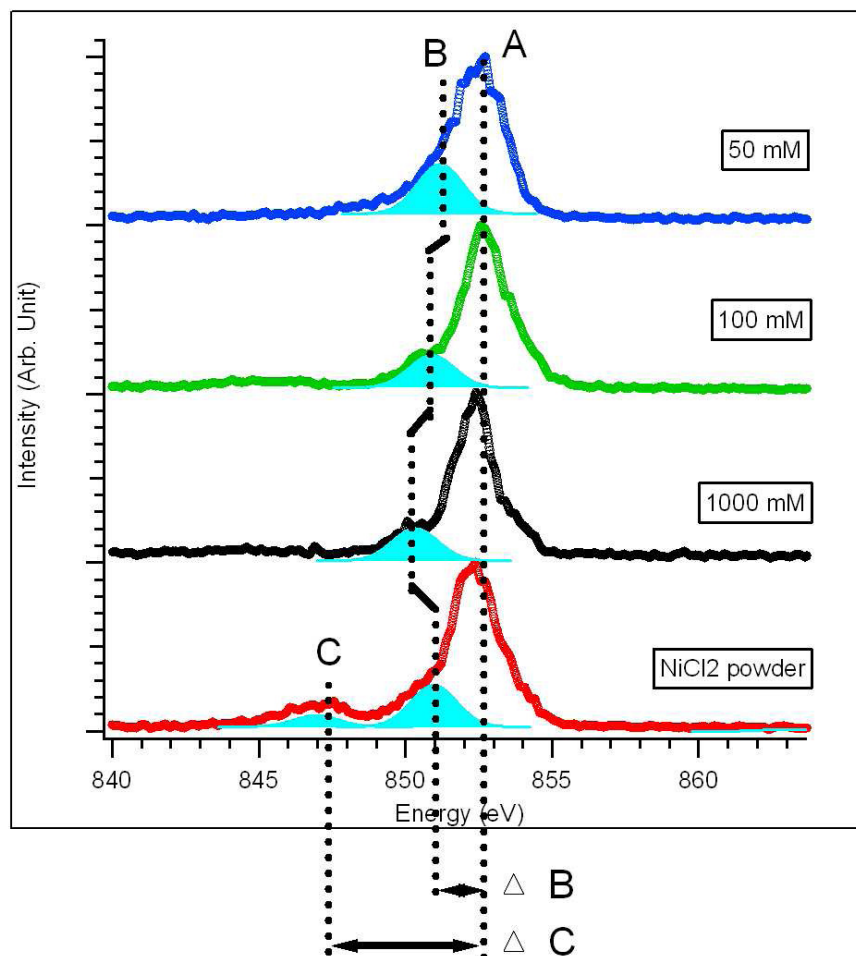 B A
50 mM
100 mM
Intensity (Arb. Unit)
1000 mM
C
NiCl2 powder
840 845 850 855 860
Energy (eV)
△ B
△ C